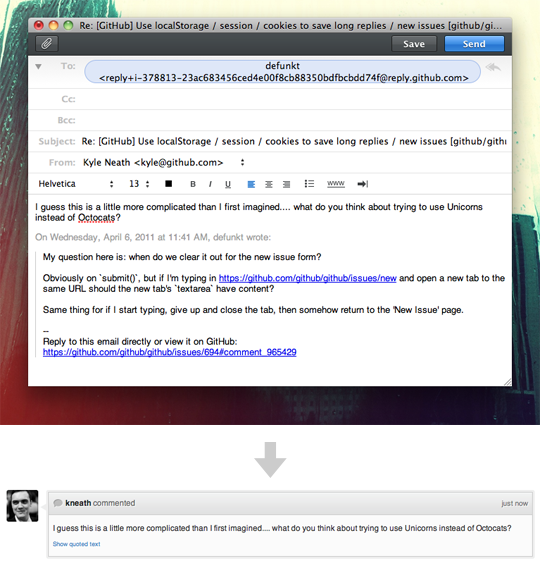 Re: [GitHub] Use localStorage / session / cookies to save long replies / new issues [github/gi...
Save
Send
To:
defunkt
<reply+i-378813-23ac683456ced4e00f8cb88350bdfbcbdd74f@reply.github.com>
Cc:
Bcc:
Subject: Re: [GitHub] Use localStorage / session / cookies to save long replies / new issues [github/githu
From: Kyle Neath <kyle@github.com>
Helvetica 13 B I U www
I guess this is a little more complicated than I first imagined.... what do you think about trying to use Unicorns
instead of Octocats?
On Wednesday, April 6, 2011 at 11:41 AM, defunkt wrote:
My question here is: when do we clear it out for the new issue form?
Obviously on `submit()`, but if I'm typing in https://github.com/github/github/issues/new and open a new tab to the
same URL should the new tab's `textarea` have content?
Same thing for if I start typing, give up and close the tab, then somehow return to the 'New Issue' page.
--
Reply to this email directly or view it on GitHub:
https://github.com/github/github/issues/694#comment_965429
kneath commented
just now
I guess this is a little more complicated than I first imagined.... what do you think about trying to use Unicorns instead of Octocats?
Show quoted text